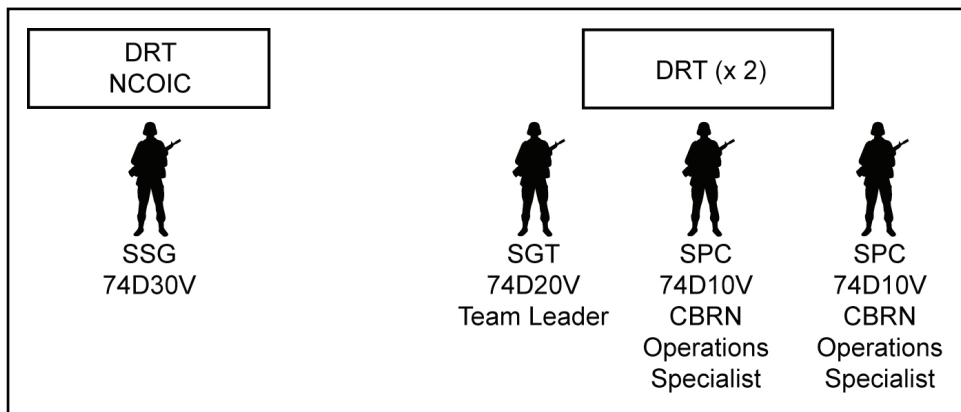 DRT
NCOIC
DRT (x 2)
SSG
74D30V
SGT
74D20V
Team Leader
SPC
74D10V
CBRN
Operations
Specialist
SPC
74D10V
CBRN
Operations
Specialist